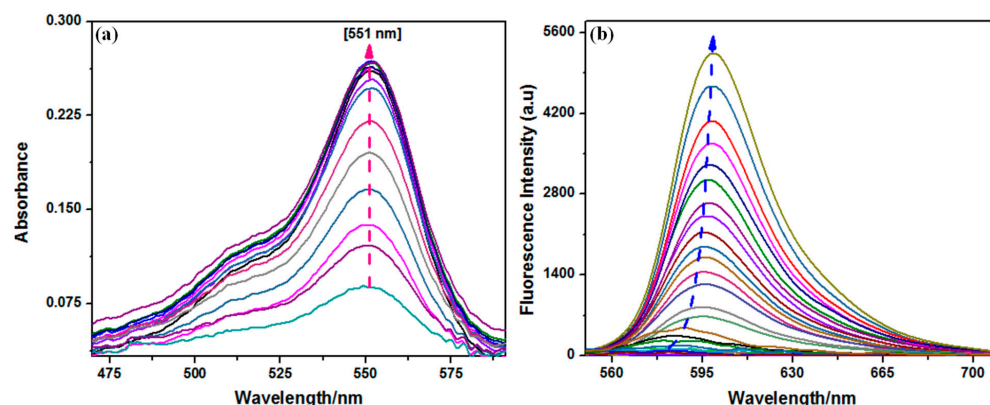 (a)
[551 nm]
0.300
0.225
0.150
0.075
Absorbance
475
500
525
550
575
Wavelength/nm
(b)
5600
4200
2800
1400
0
Fluorescence Intensity (a.u)
560
595
630
665
700
Wavelength/nm